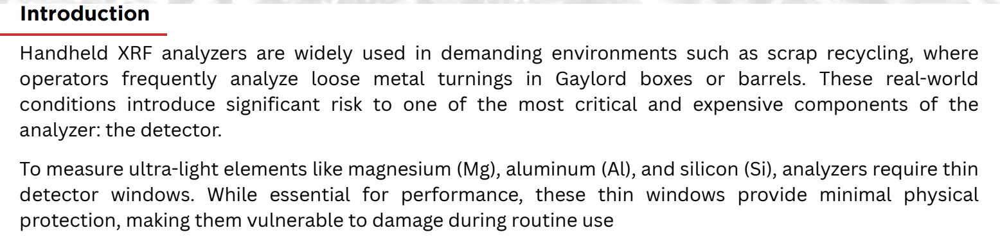 Introduction
Handheld XRF analyzers are widely used in demanding environments such as scrap recycling, where
operators frequently analyze loose metal turnings in Gaylord boxes or barrels. These real-world
conditions introduce significant risk to one of the most critical and expensive components of the
analyzer: the detector.
To measure ultra-light elements like magnesium (Mg), aluminum (Al), and silicon (Si), analyzers require thin
detector windows. While essential for performance, these thin windows provide minimal physical
protection, making them vulnerable to damage during routine use